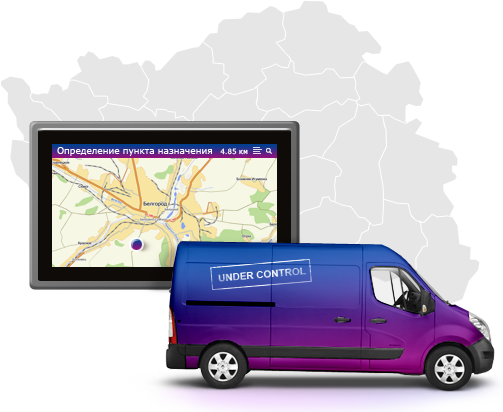 Определение пункта назначения 4.85 км
Белгород
UNDER CONTROL